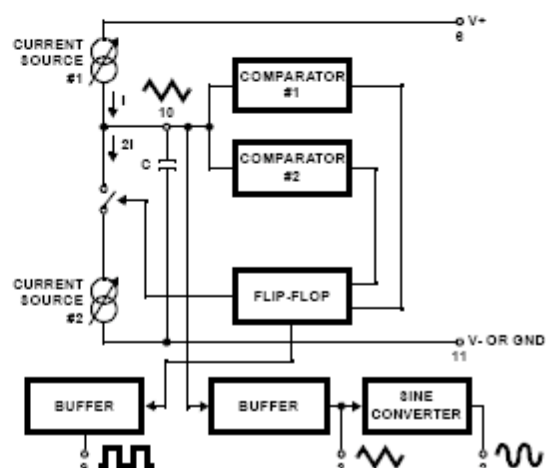 V+
6
CURRENT
SOURCE
#1
I
10
2I
C
COMPARATOR
#1
COMPARATOR
#2
CURRENT
SOURCE
#2
FLIP-FLOP
V- OR GND
11
BUFFER
BUFFER
SINE
CONVERTER